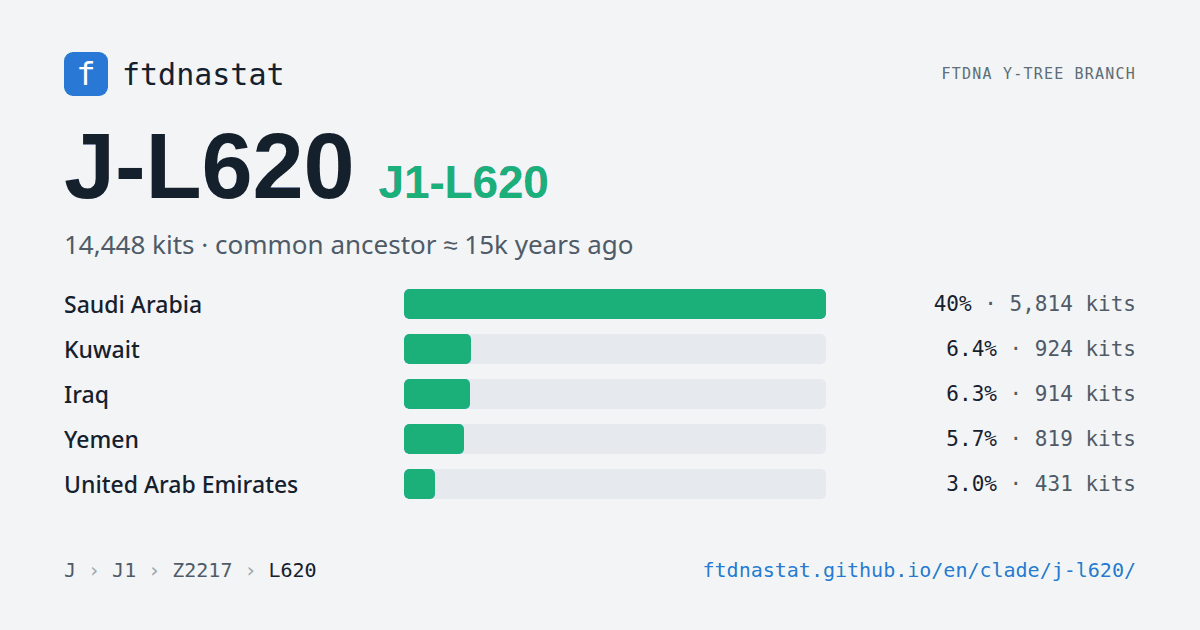 f ftdnastat
FTDNA Y-TREE BRANCH
J-L620 J1-L620
14,448 kits · common ancestor ≈ 15k years ago
Saudi Arabia 40% · 5,814 kits
Kuwait 6.4% · 924 kits
Iraq 6.3% · 914 kits
Yemen 5.7% · 819 kits
United Arab Emirates 3.0% · 431 kits
J › J1 › Z2217 › L620
ftdnastat.github.io/en/clade/j-l620/